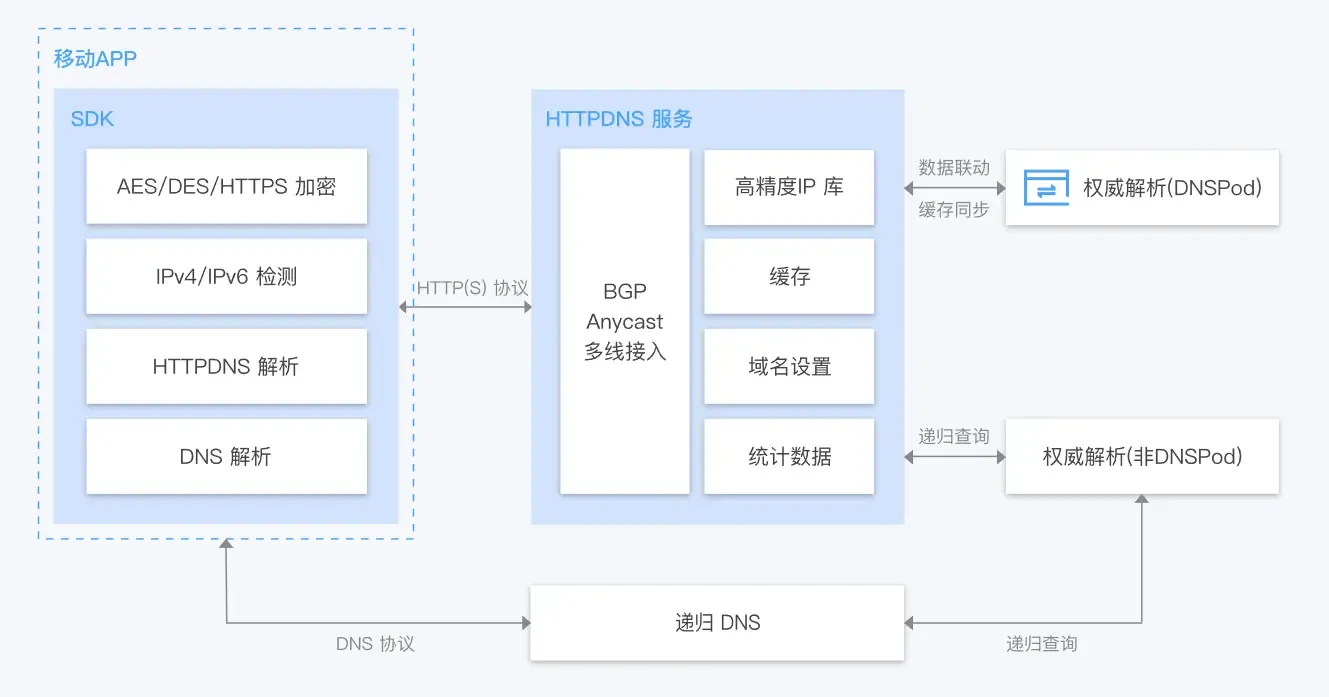 移动APP
SDK
AES/DES/HTTPS 加密
IPv4/IPv6 检测
HTTPDNS 解析
DNS 解析
HTTP(S) 协议
HTTPDNS 服务
BGP
Anycast
多线接入
高精度IP 库
缓存
域名设置
统计数据
数据联动
缓存同步
权威解析(DNSPod)
递归查询
权威解析(非DNSPod)
DNS 协议
递归 DNS
递归查询